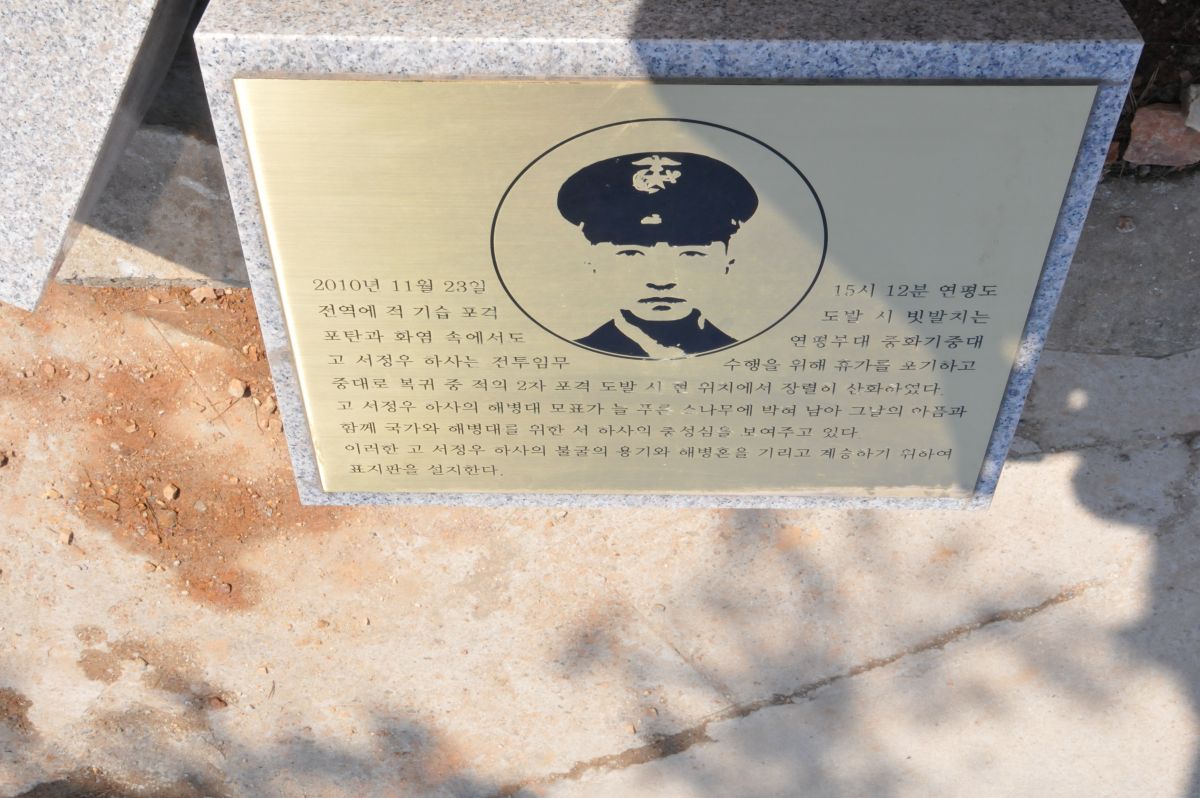 2010년 11월 23일 15시 12분 연평도
전역에 적 기습 포격 도발 시 빗발치는
포탄과 화염 속에서도 연평부대 중화기중대
고 서정우 하사는 전투임무 수행을 위해 휴가를 포기하고
중대로 복귀 중 적의 2차 포격 도발 시 현 위치에서 장렬히 산화하였다.
고 서정우 하사의 해병대 모표가 늘 푸른 소나무에 박혀 남아 그날의 아픔과
함께 국가와 해병대를 위한 서 하사의 충성심을 보여주고 있다.
이러한 고 서정우 하사의 불굴의 용기와 해병혼을 기리고 계승하기 위하여
표지판을 설치한다.